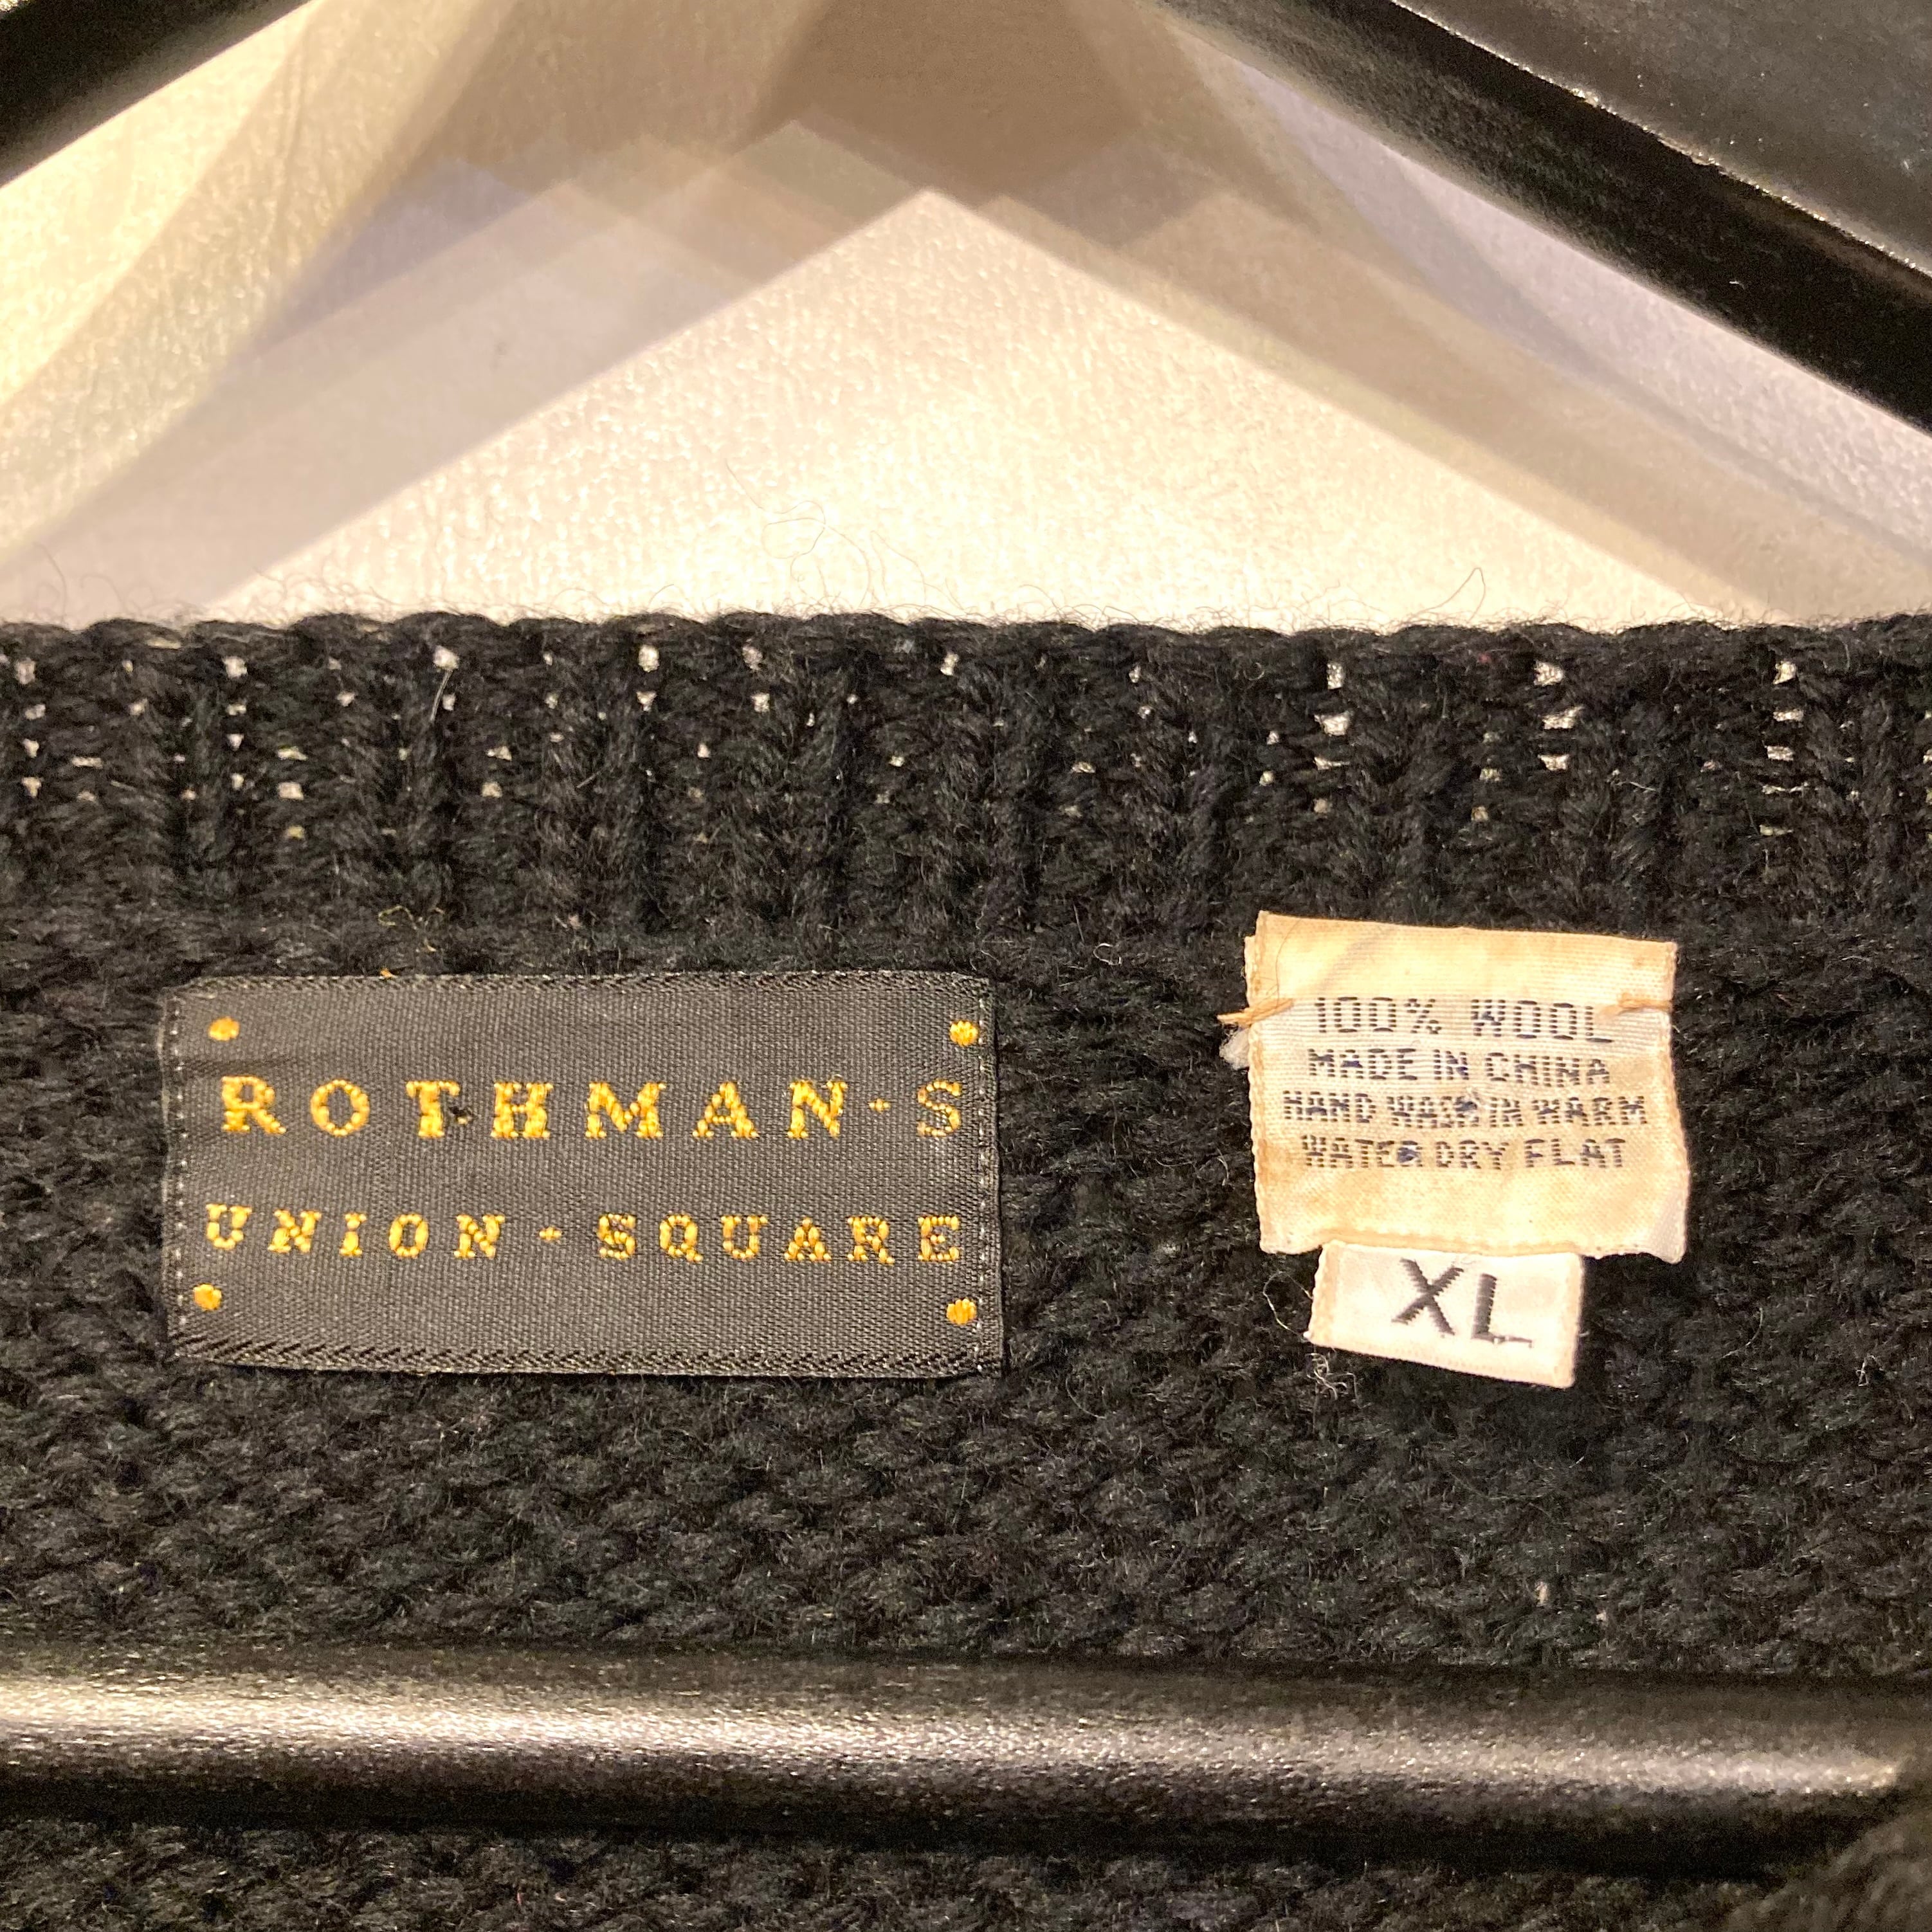 ROTHMAN·S
UNION·SQUARE
100% WOOL
MADE IN CHINA
HAND WASH IN WARM
WATER DRY FLAT
XL